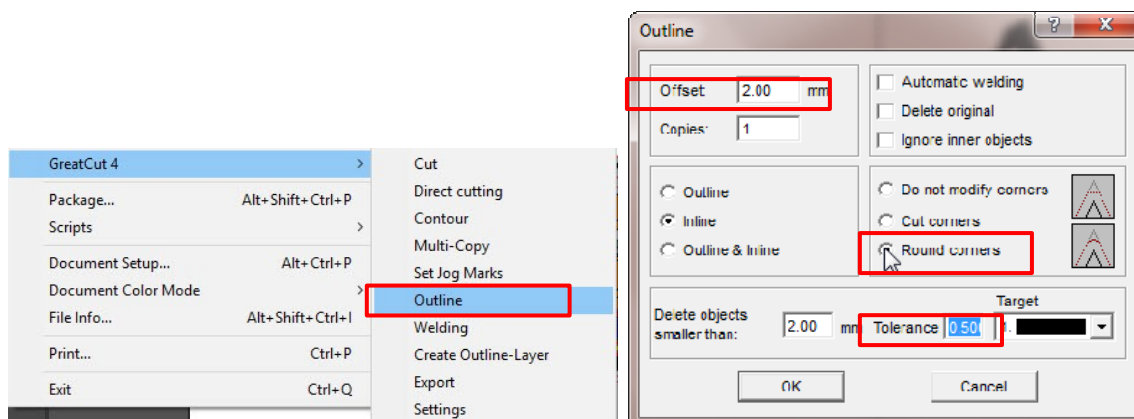 GreatCut 4 >
Package... Alt+Shift+Ctrl+P
Scripts >
Document Setup... Alt+Ctrl+P
Document Color Mode >
File Info... Alt+Shift+Ctrl+I
Print... Ctrl+P
Exit Ctrl+Q
Cut
Direct cutting
Contour
Multi-Copy
Set Jog Marks
Outline
Welding
Create Outline-Layer
Export
Settings
Outline
Offset 2.00 mm
Copies: 1
Automatic welding
Delete original
Ignore inner objects
Outline
Inline
Outline & Inline
Do not modify corners
Cut corners
Round corners
Delete objects
smaller than: 2.00 mm
Tolerance 0.500
Target
1.
OK
Cancel